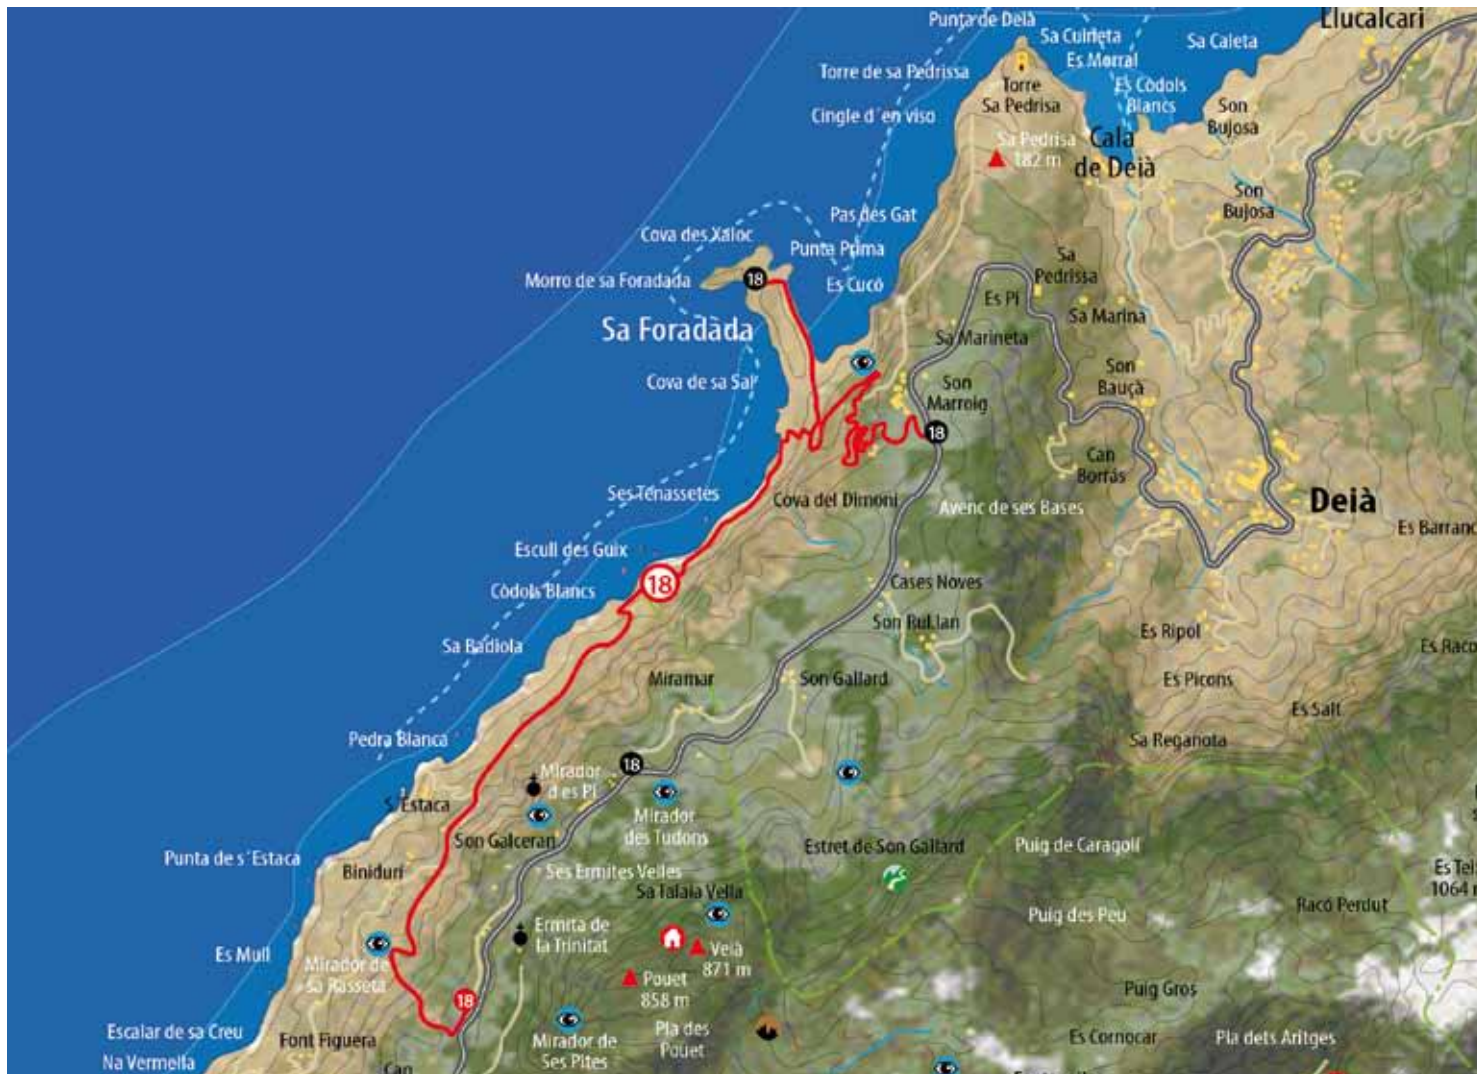 Punta de Deià
Llucalcari
Sa Cuirieta
Sa Caleta
Es Morral
Torre de sa Pedrissa
Es Còdols
Blancs
Torre
Sa Pedrisa
Son
Bujosa
Cingle d´en viso
Sa Pedrisa
182 m
Cala
de Deià
Son
Bujosa
Pas des Gat
Cova des Xaloc
Punta Prima
Morro de sa Foradada
18
Es Cucó
Sa
Pedrissa
Es Pi
Sa Marina
Sa Foradàda
Sa Marineta
Cova de sa Sal
Son
Marroig
Son
Bauçà
18
Can
Borrás
Ses Tenassetes
Cova del Dimoni
Avenc de ses Bases
Deià
Es Barranc
Escull des Guix
18
Còdols Blancs
Cases Noves
Son Rul.lan
Es Ripol
Sa Badiola
Es Raco
Miramar
Son Gallard
Es Picons
Es Salt
Pedra Blanca
Sa Reganota
18
Mirador
d es Pi
S´Estaca
Mirador
des Tudons
Son Galceran
Estret de Son Gallard
Puig de Caragolí
Punta de s´Estaca
Biniduri
Ses Ermites Velles
Es Tei
1064 m
Sa Talaia Vella
Racó Perdut
Puig des Peu
Ermita de
la Trinitat
Es Mull
Mirador de
sa Rasseta
Veià
871 m
Pouet
858 m
18
Puig Gros
Escalar de sa Creu
Font Figuera
Mirador de
Ses Pites
Pla des
Pouet
Es Cornocar
Pla dets Aritges
Na Vermella
Can